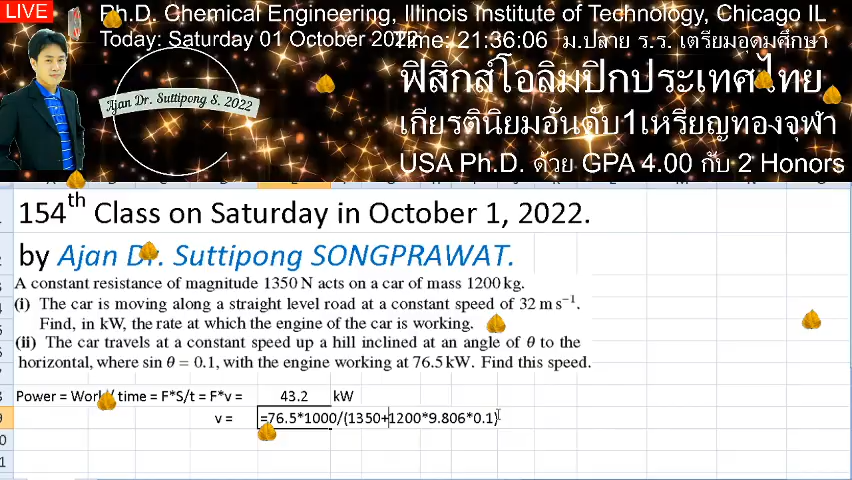 LIVE
Ph.D. Chemical Engineering, Illinois Institute of Technology, Chicago IL
Today: Saturday 01 October 2022 Time: 21:36:06 ม.ปลาย ร.ร. เตรียมอุดมศึกษา
ฟิสิกส์โอลิมปิกประเทศไทย
Ajan Dr. Suttipong S. 2022
เกียรตินิยมอันดับ1เหรียญทองจุฬา
USA Ph.D. ด้วย GPA 4.00 กับ 2 Honors
154th Class on Saturday in October 1, 2022.
by Ajan Dr. Suttipong SONGPRAWAT.
A constant resistance of magnitude 1350 N acts on a car of mass 1200 kg.
(i) The car is moving along a straight level road at a constant speed of 32 m s⁻¹.
Find, in kW, the rate at which the engine of the car is working.
(ii) The car travels at a constant speed up a hill inclined at an angle of θ to the
horizontal, where sin θ = 0.1, with the engine working at 76.5 kW. Find this speed.
Power = Work / time = F*S/t = F*v = 43.2 kW
v = =76.5*1000/(1350+1200*9.806*0.1)